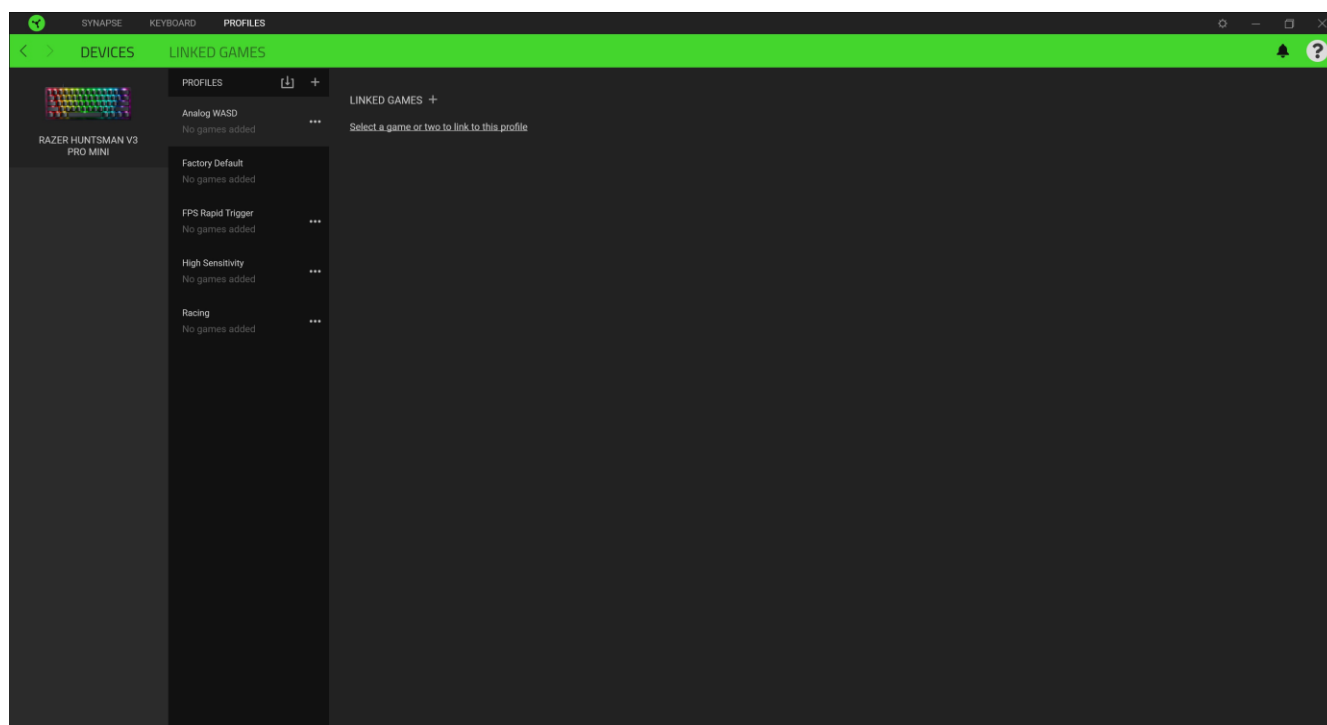 SYNAPSE KEYBOARD PROFILES
DEVICES LINKED GAMES
?
RAZER HUNTSMAN V3
PRO MINI
PROFILES
Analog WASD
No games added
Factory Default
No games added
FPS Rapid Trigger
No games added
High Sensitivity
No games added
Racing
No games added
LINKED GAMES +
Select a game or two to link to this profile